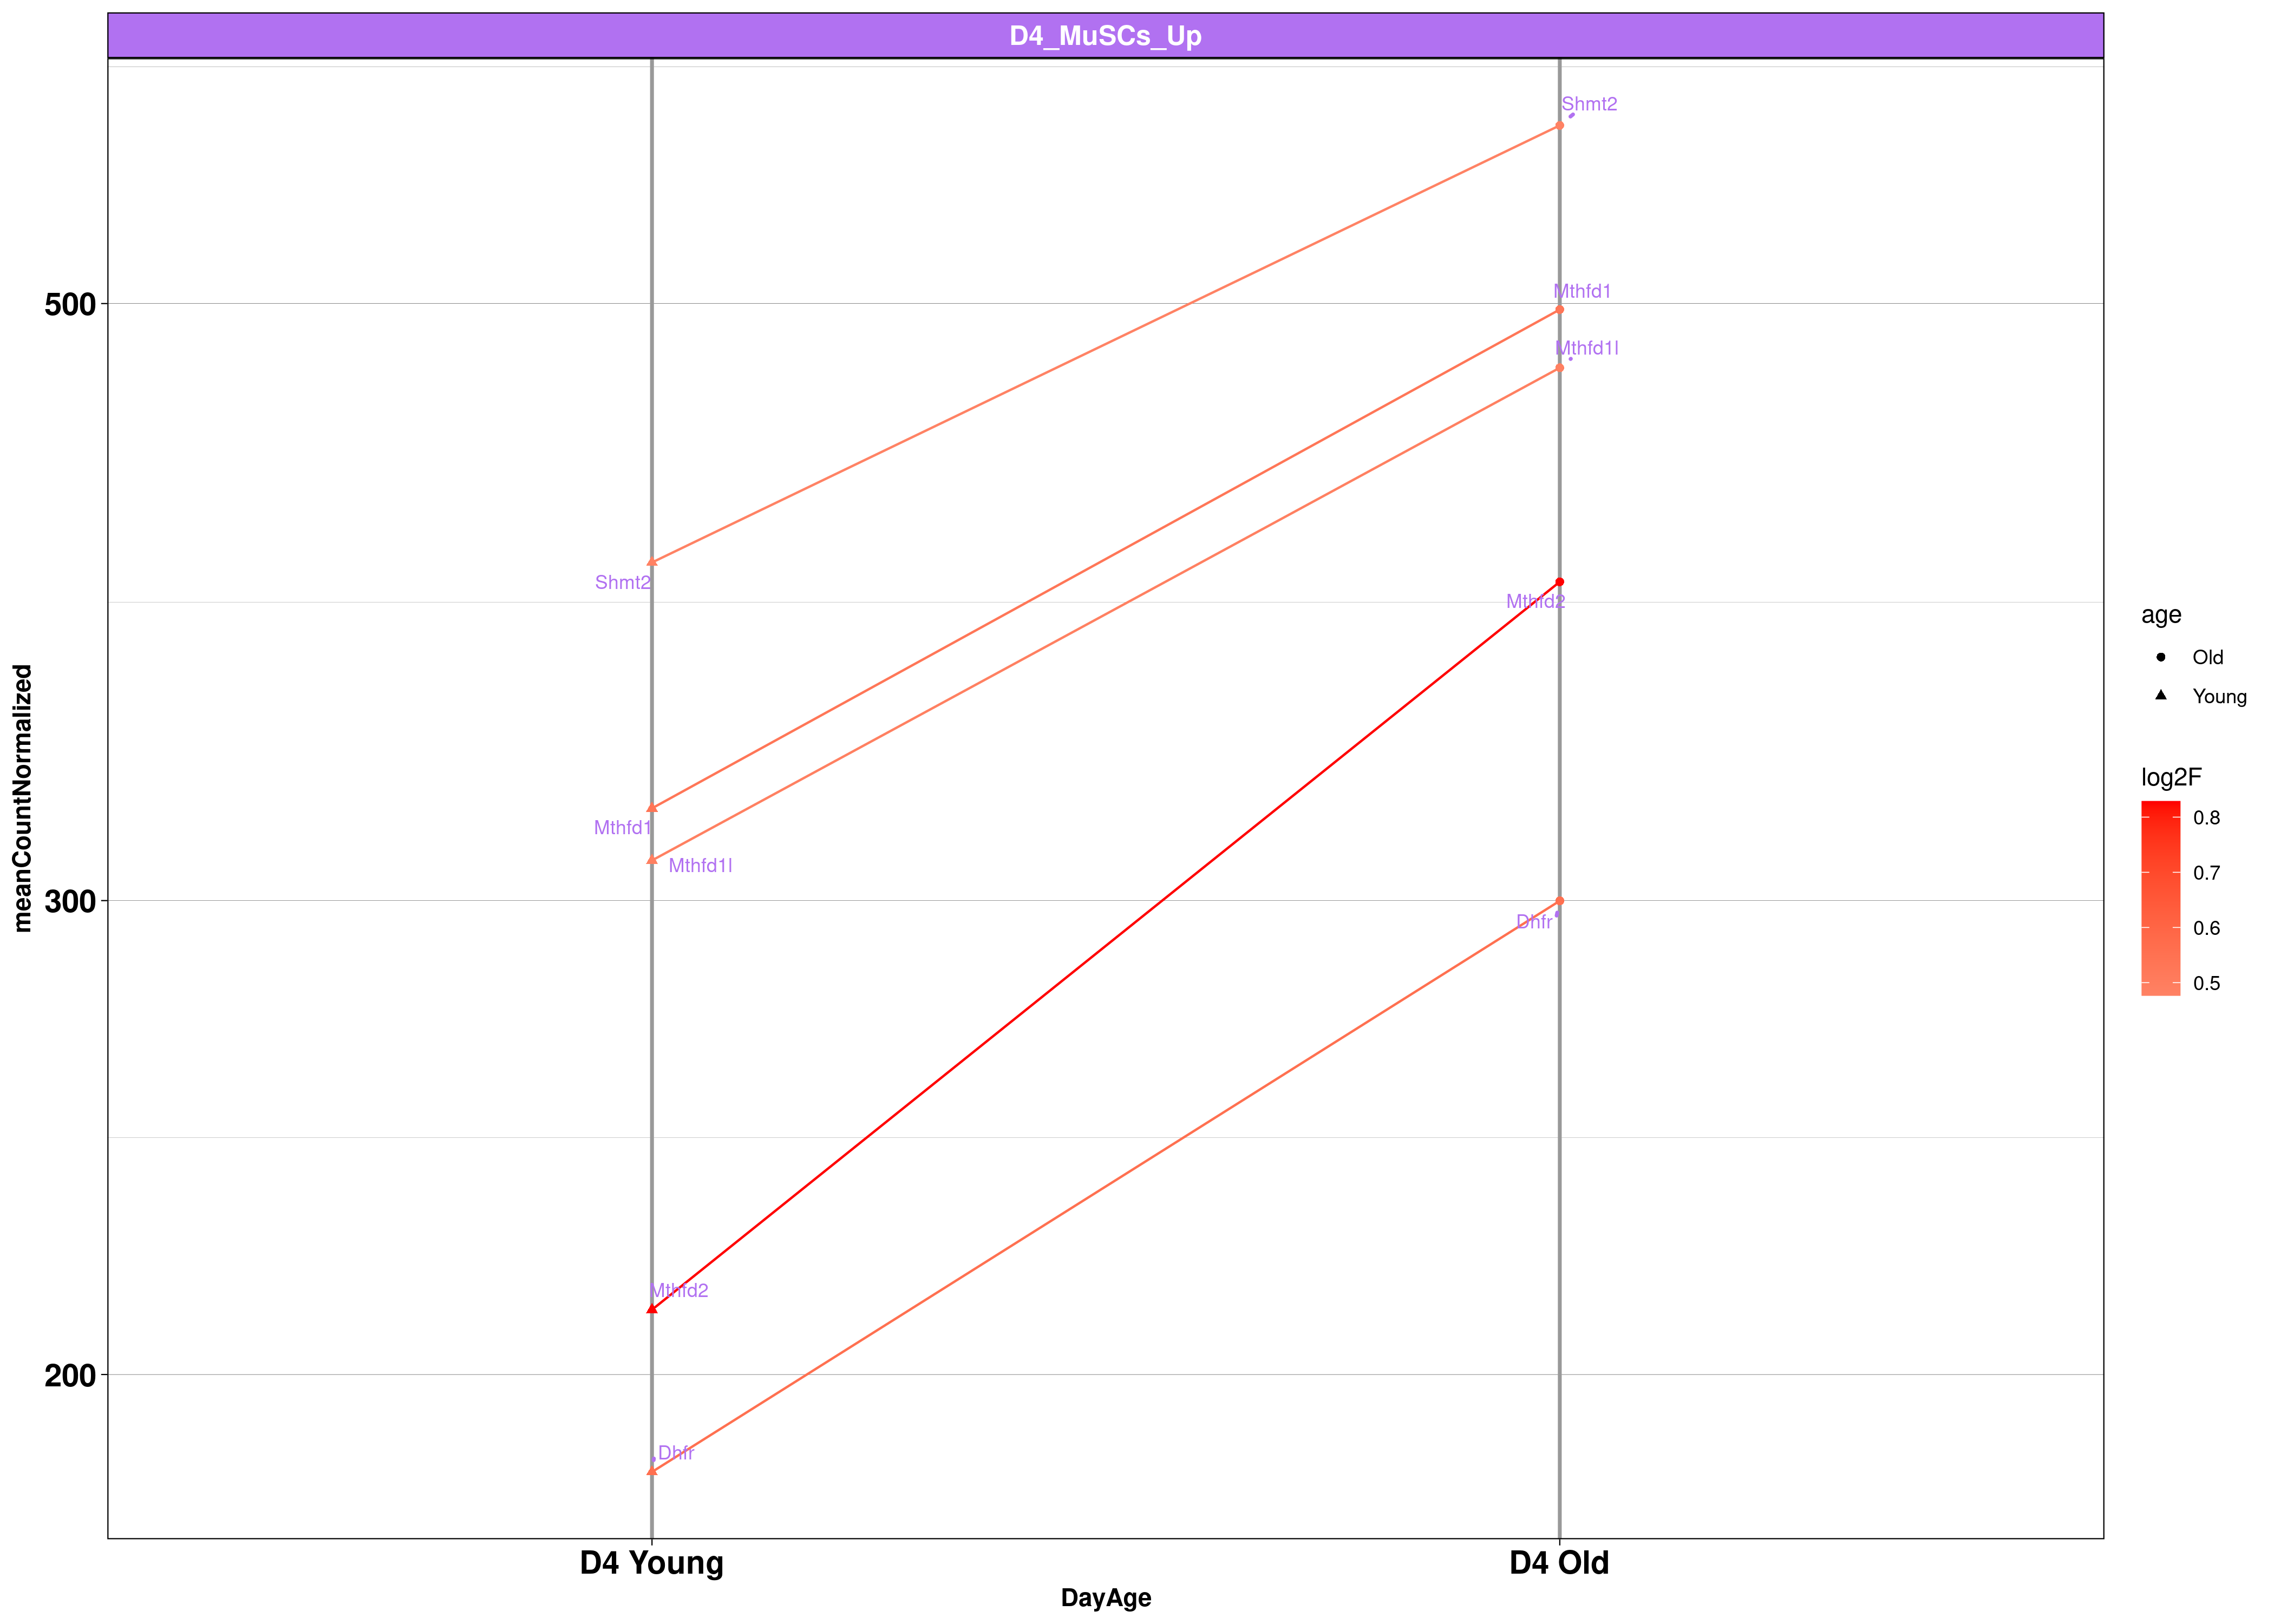 D4_MuSCs_Up
Shmt2
500
Mthfd1
Mthfd1l
Shmt2
Mthfd2
age
Old
Young
meanCountNormalized
log2F
0.8
0.7
0.6
0.5
Mthfd1
Mthfd1l
300
Dhfr
Mthfd2
200
Dhfr
D4 Young
D4 Old
DayAge